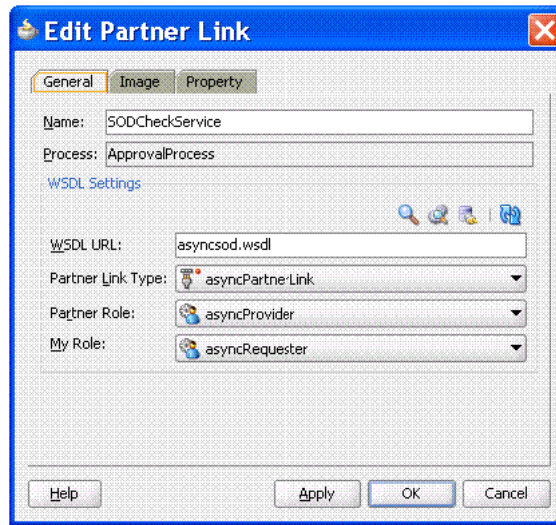 Edit Partner Link
General Image Property
Name: SODCheckService
Process: ApprovalProcess
WSDL Settings
WSDL URL: asyncsod.wsdl
Partner Link Type: asyncPartnerLink
Partner Role: asyncProvider
My Role: asyncRequester
Help Apply OK Cancel